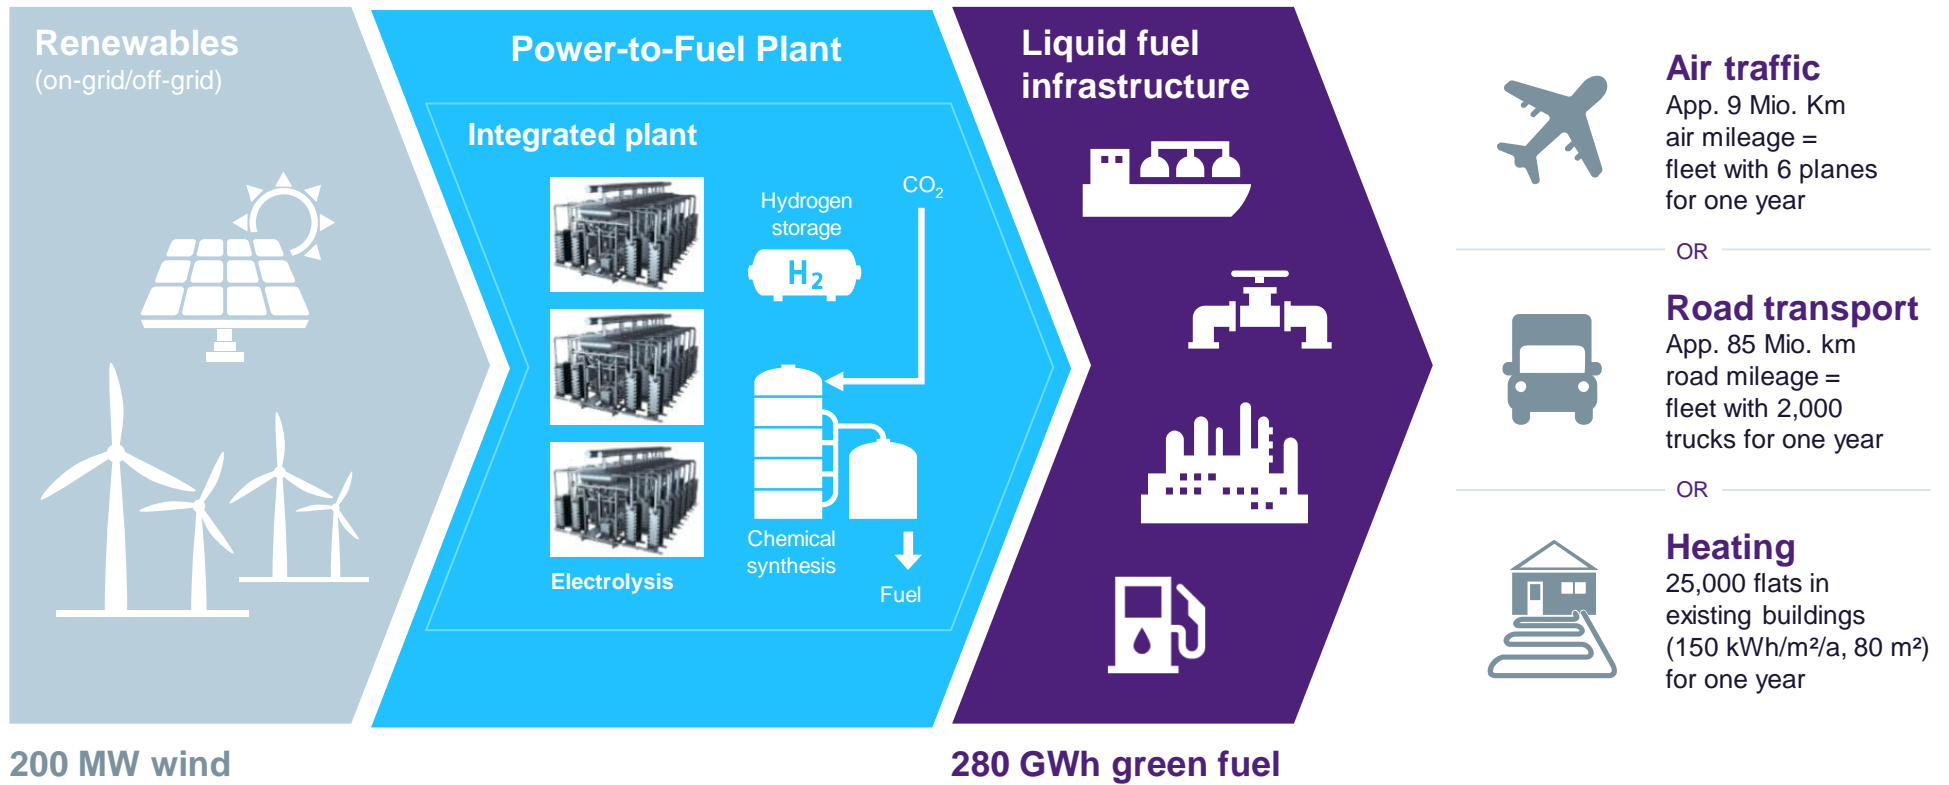 Renewables
(on-grid/off-grid)
200 MW wind
Power-to-Fuel Plant
Integrated plant
Electrolysis
Hydrogen
storage
H₂
CO₂
Chemical
synthesis
Fuel
Liquid fuel
infrastructure
280 GWh green fuel
Air traffic
App. 9 Mio. Km
air mileage =
fleet with 6 planes
for one year
OR
Road transport
App. 85 Mio. km
road mileage =
fleet with 2,000
trucks for one year
OR
Heating
25,000 flats in
existing buildings
(150 kWh/m²/a, 80 m²)
for one year